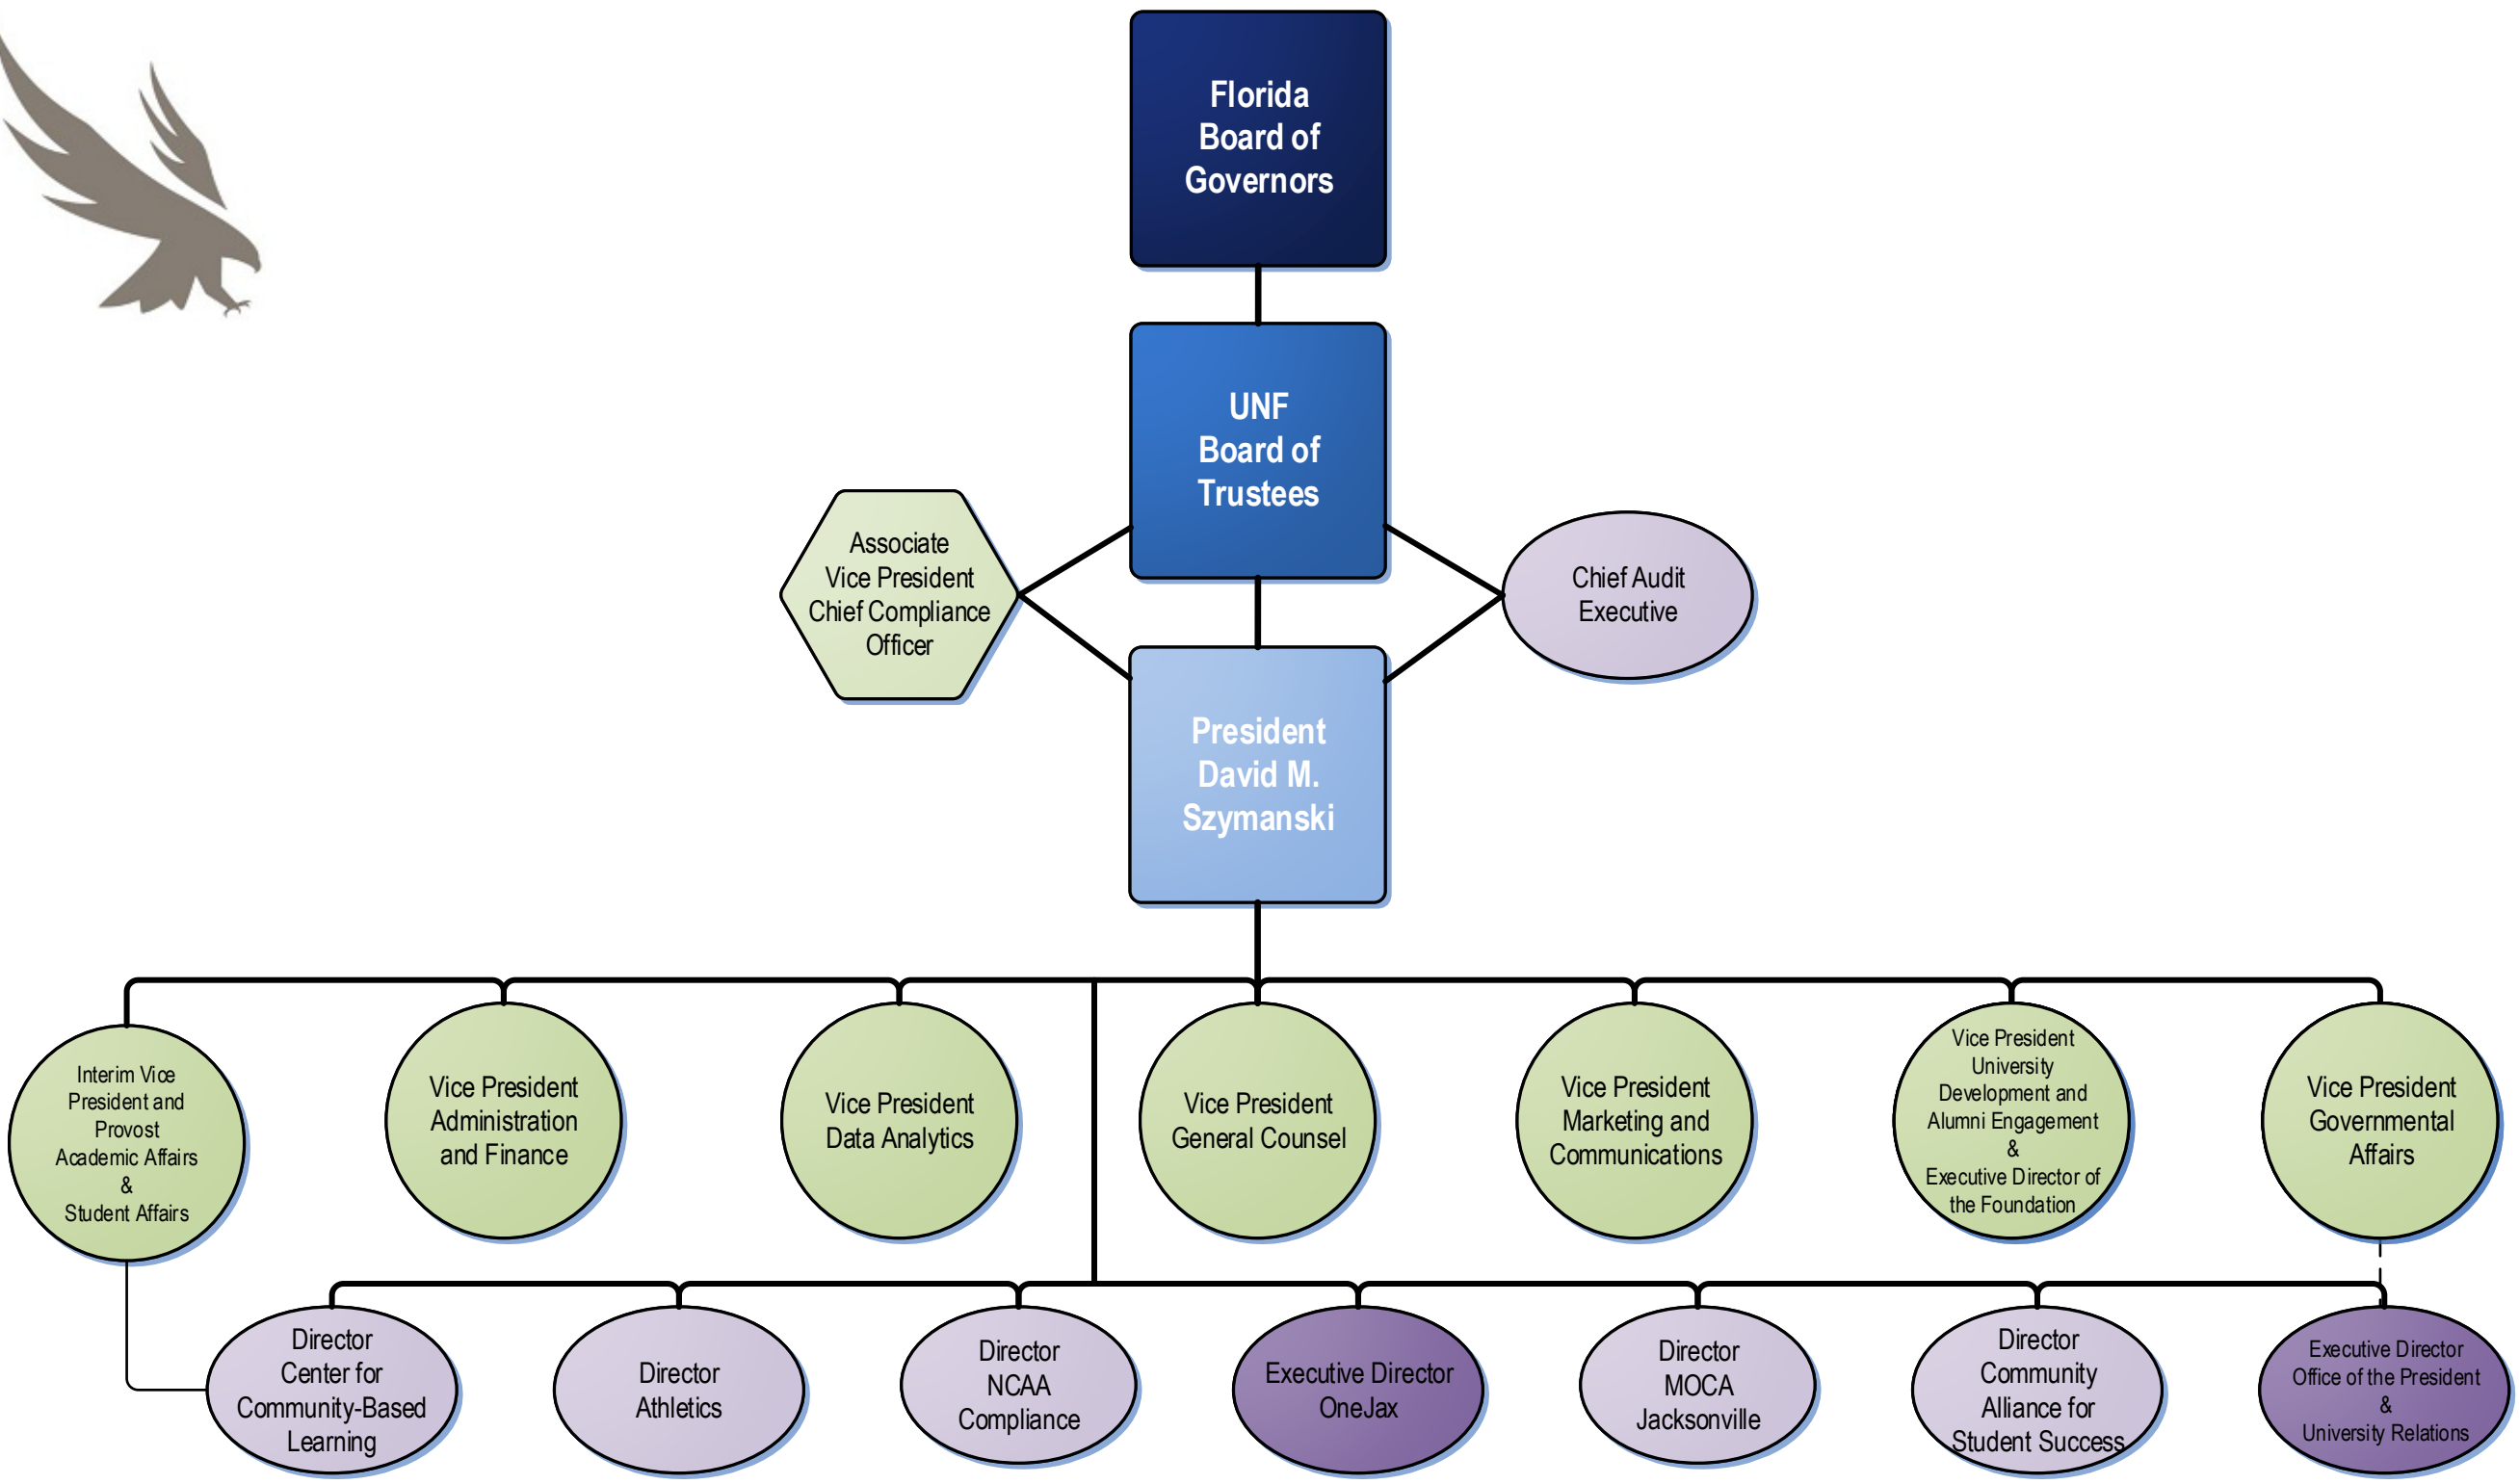 Florida
Board of
Governors
UNF
Board of
Trustees
Associate
Vice President
Chief Compliance
Officer
Chief Audit
Executive
President
David M.
Szymanski
Interim Vice
President and
Provost
Academic Affairs
&
Student Affairs
Vice President
Administration
and Finance
Vice President
Data Analytics
Vice President
General Counsel
Vice President
Marketing and
Communications
Vice President
University
Development and
Alumni Engagement
&
Executive Director of
the Foundation
Vice President
Governmental
Affairs
Director
Center for
Community-Based
Learning
Director
Athletics
Director
NCAA
Compliance
Executive Director
OneJax
Director
MOCA
Jacksonville
Director
Community
Alliance for
Student Success
Executive Director
Office of the President
&
University Relations